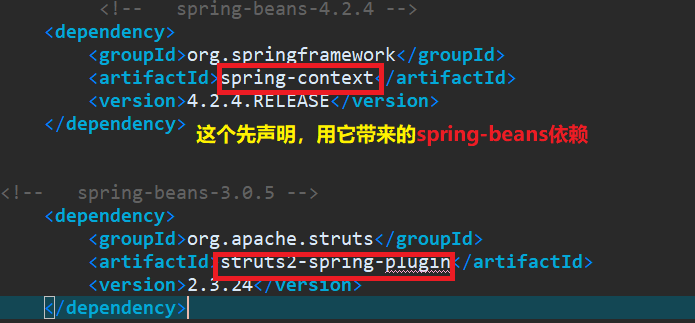 <!--   spring-beans-4.2.4 -->
<dependency>
<groupId>org.springframework</groupId>
<artifactId>spring-context</artifactId>
<version>4.2.4.RELEASE</version>
</dependency>
这个先声明，用它带来的spring-beans依赖
<!--   spring-beans-3.0.5 -->
<dependency>
<groupId>org.apache.struts</groupId>
<artifactId>struts2-spring-plugin</artifactId>
<version>2.3.24</version>
</dependency>